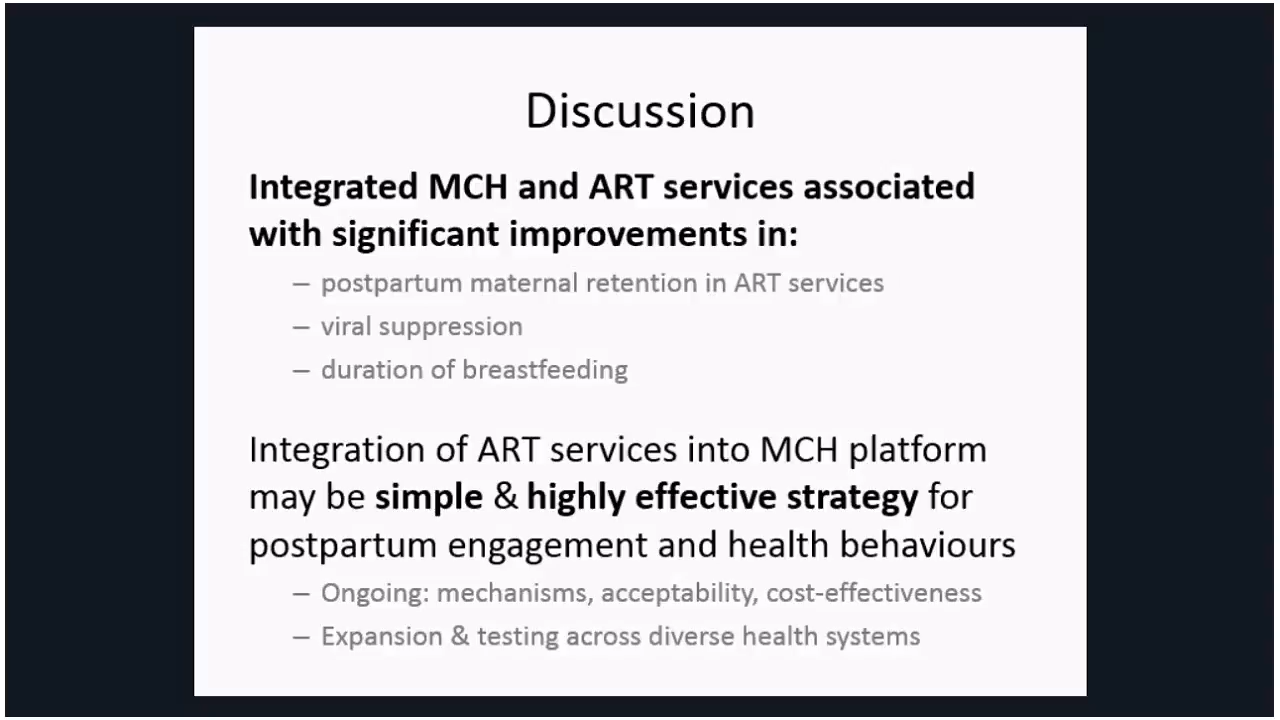 Discussion
Integrated MCH and ART services associated
with significant improvements in:
– postpartum maternal retention in ART services
– viral suppression
– duration of breastfeeding
Integration of ART services into MCH platform
may be simple & highly effective strategy for
postpartum engagement and health behaviours
– Ongoing: mechanisms, acceptability, cost-effectiveness
– Expansion & testing across diverse health systems